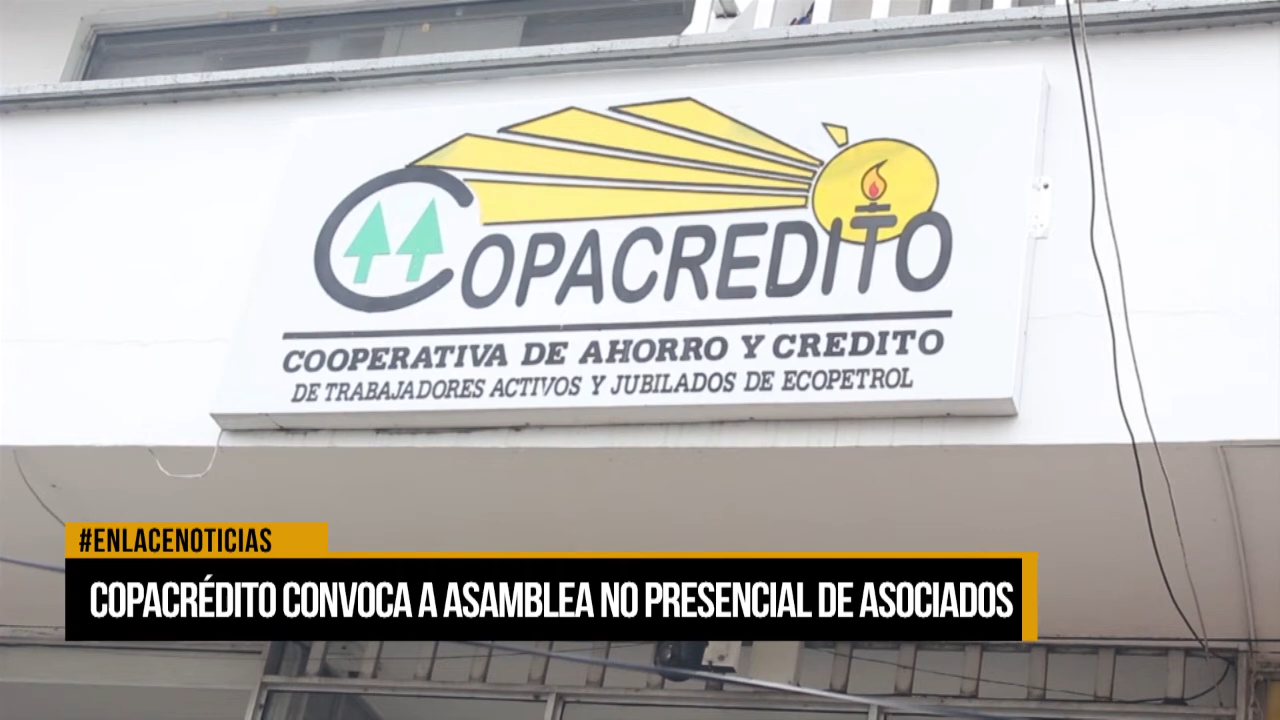 COPACREDITO
COOPERATIVA DE AHORRO Y CREDITO
DE TRABAJADORES ACTIVOS Y JUBILADOS DE ECOPETROL
#ENLACENOTICIAS
COPACRÉDITO CONVOCA A ASAMBLEA NO PRESENCIAL DE ASOCIADOS